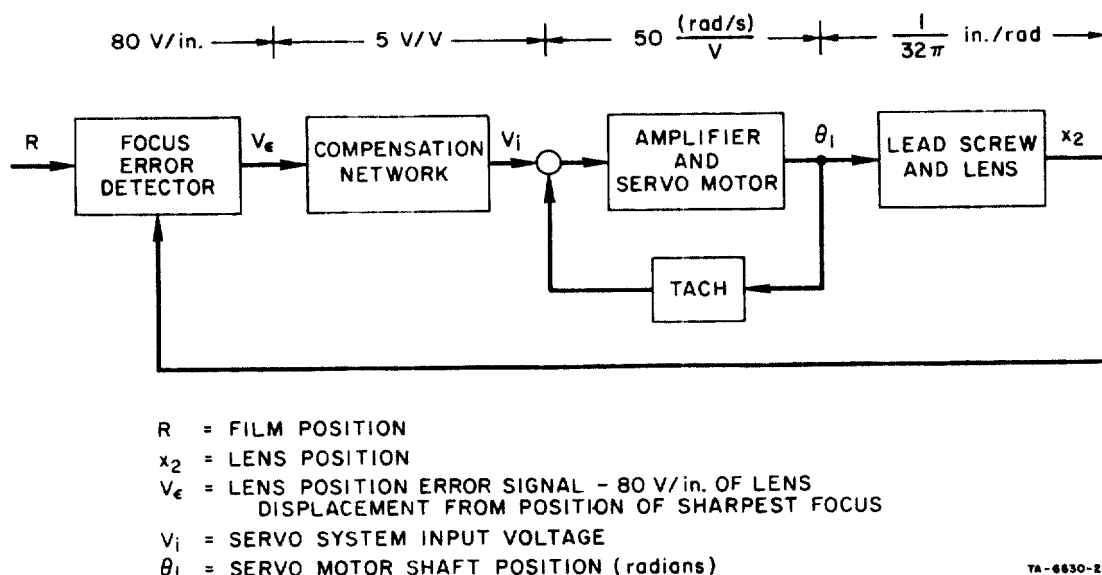 80 V/in.
5 V/V
50 (rad/s)/V
1/32π in./rad
R
FOCUS
ERROR
DETECTOR
Vϵ
COMPENSATION
NETWORK
Vi
AMPLIFIER
AND
SERVO MOTOR
θI
LEAD SCREW
AND LENS
x2
TACH
R = FILM POSITION
x2 = LENS POSITION
Vϵ = LENS POSITION ERROR SIGNAL – 80 V/in. OF LENS
DISPLACEMENT FROM POSITION OF SHARPEST FOCUS
Vi = SERVO SYSTEM INPUT VOLTAGE
θI = SERVO MOTOR SHAFT POSITION (radians)
TA-6630-2